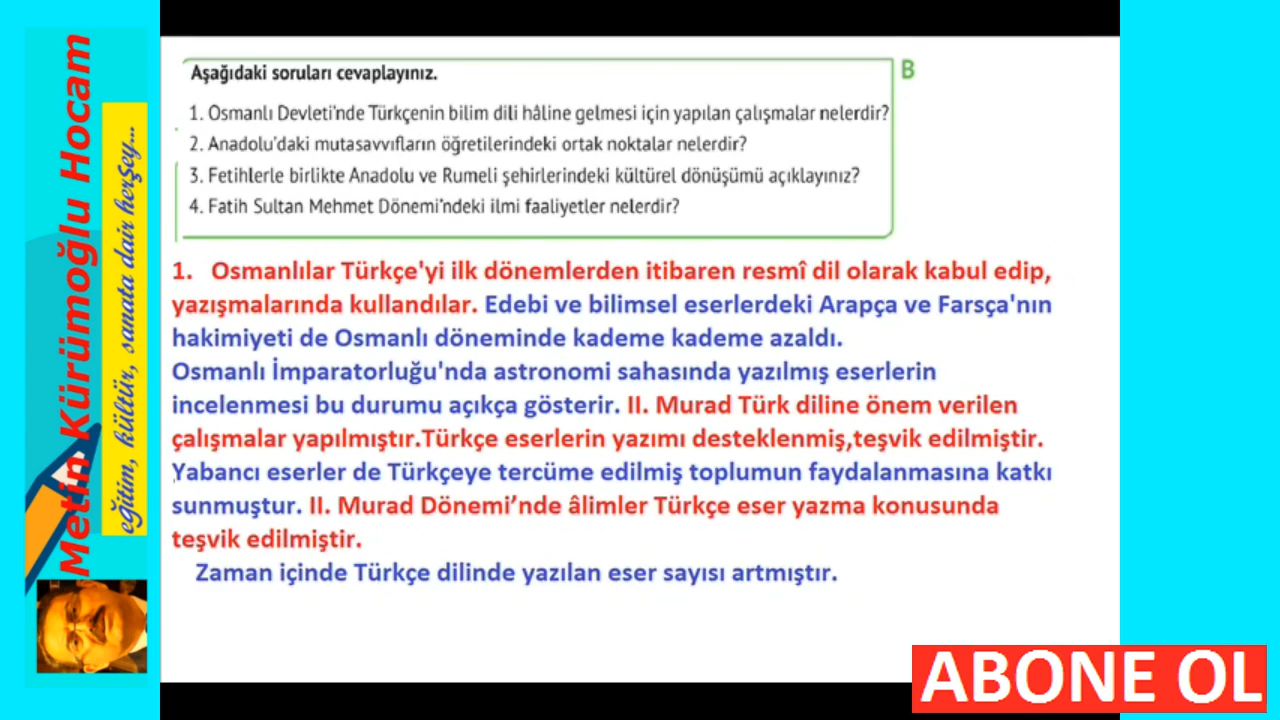 Metin Kürümoğlu Hocam
eğitim, kültür, sanata dair herşey...
Aşağıdaki soruları cevaplayınız.
B
1. Osmanlı Devleti'nde Türkçenin bilim dili hâline gelmesi için yapılan çalışmalar nelerdir?
2. Anadolu'daki mutasavvıfların öğretilerindeki ortak noktalar nelerdir?
3. Fetihlerle birlikte Anadolu ve Rumeli şehirlerindeki kültürel dönüşümü açıklayınız?
4. Fatih Sultan Mehmet Dönemi'ndeki ilmi faaliyetler nelerdir?
1. Osmanlılar Türkçe'yi ilk dönemlerden itibaren resmî dil olarak kabul edip,
yazışmalarında kullandılar. Edebi ve bilimsel eserlerdeki Arapça ve Farsça'nın
hakimiyeti de Osmanlı döneminde kademe kademe azaldı.
Osmanlı İmparatorluğu'nda astronomi sahasında yazılmış eserlerin
incelenmesi bu durumu açıkça gösterir. II. Murad Türk diline önem verilen
çalışmalar yapılmıştır.Türkçe eserlerin yazımı desteklenmiş,teşvik edilmiştir.
Yabancı eserler de Türkçeye tercüme edilmiş toplumun faydalanmasına katkı
sunmuştur. II. Murad Dönemi’nde âlimler Türkçe eser yazma konusunda
teşvik edilmiştir.
Zaman içinde Türkçe dilinde yazılan eser sayısı artmıştır.
ABONE OL